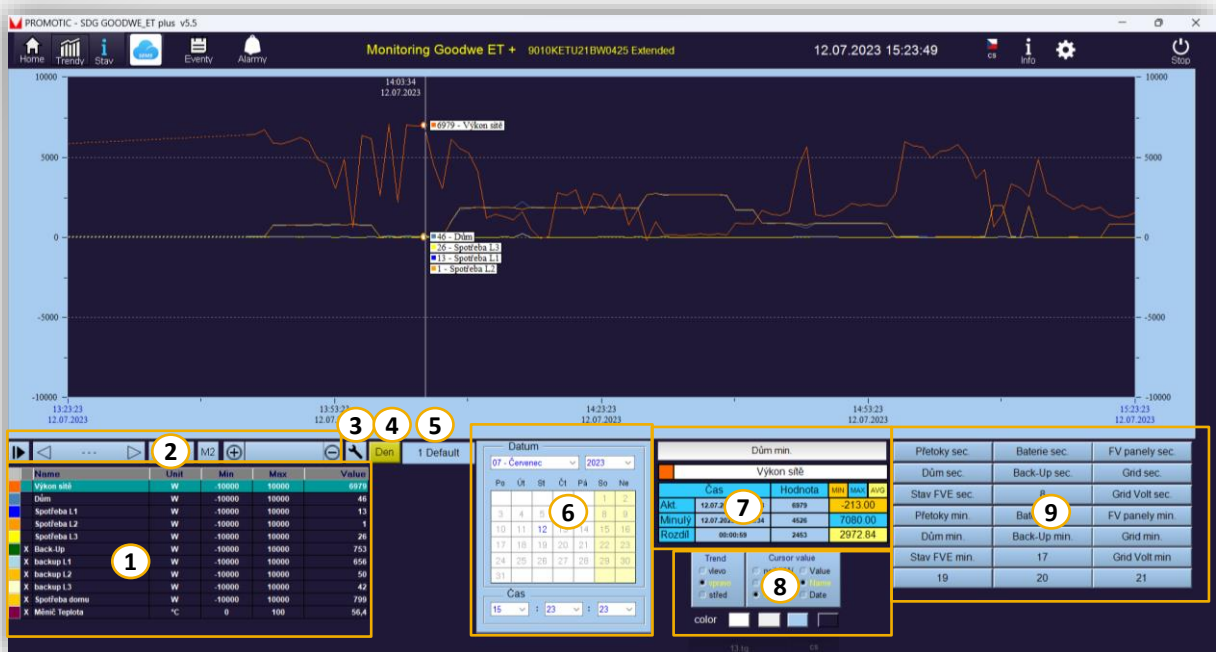 PROMOTIC - SDG GOODWE_ET plus v5.5
Home Trendy Stav Eventy Alarmy Monitoring Goodwe ET + 9010KETU21BW0425 Extended 12.07.2023 15:23:49 cs Info Stop
10000 14:03:34 10000
12.07.2023
6979 - Výkon sítě
5000 5000
0 46 - Dům 0
26 - Spotřeba L3
13 - Spotřeba L1
1 - Spotřeba L2
-5000 -5000
-10000 -10000
13:23:23 13:53:23 14:23:23 14:53:23 15:23:23
12.07.2023 12.07.2023 12.07.2023 12.07.2023
3 4 5
--- 2 M2 Den 1 Default
Name Unit Min Max Value
Výkon sítě W -10000 10000 6979
Dům W -10000 10000 46
Spotřeba L1 W -10000 10000 13
Spotřeba L2 W -10000 10000 1
Spotřeba L3 W -10000 10000 26
X Back-Up W -10000 10000 753
X backup L1 W -10000 10000 656
X backup L2 W -10000 10000 50
X backup L3 W -10000 10000 42
X Spotřeba domu W -10000 10000 799
X Měnič Teplota °C 0 100 56,4
1
Datum
07 - Červenec 2023
Po Út St Čt Pá So Ne
1 2
3 4 5 8 9
10 11 12 13 14 15 16
17 18 19 20 21 22 23
24 25 26 27 28 29 30
31
6
Čas
15 : 23 : 23
Dům min.
Výkon sítě
Čas Hodnota MIN MAX AVG
Akt. 6979 -213.00
Minulý 4526 7080.00
Rozdíl 00:00:59 2453 2972.84
7
Trend Cursor value
vlevo Value
vpravo Name
střed Date
8
color
Přetoky sec. Baterie sec. FV panely sec.
Dům sec. Back-Up sec. Grid sec.
Stav FVE sec. 8 Grid Volt sec.
Přetoky min. FV panely min.
9
Dům min. Back-Up min. Grid min.
Stav FVE min. 17 Grid Volt min
19 20 21